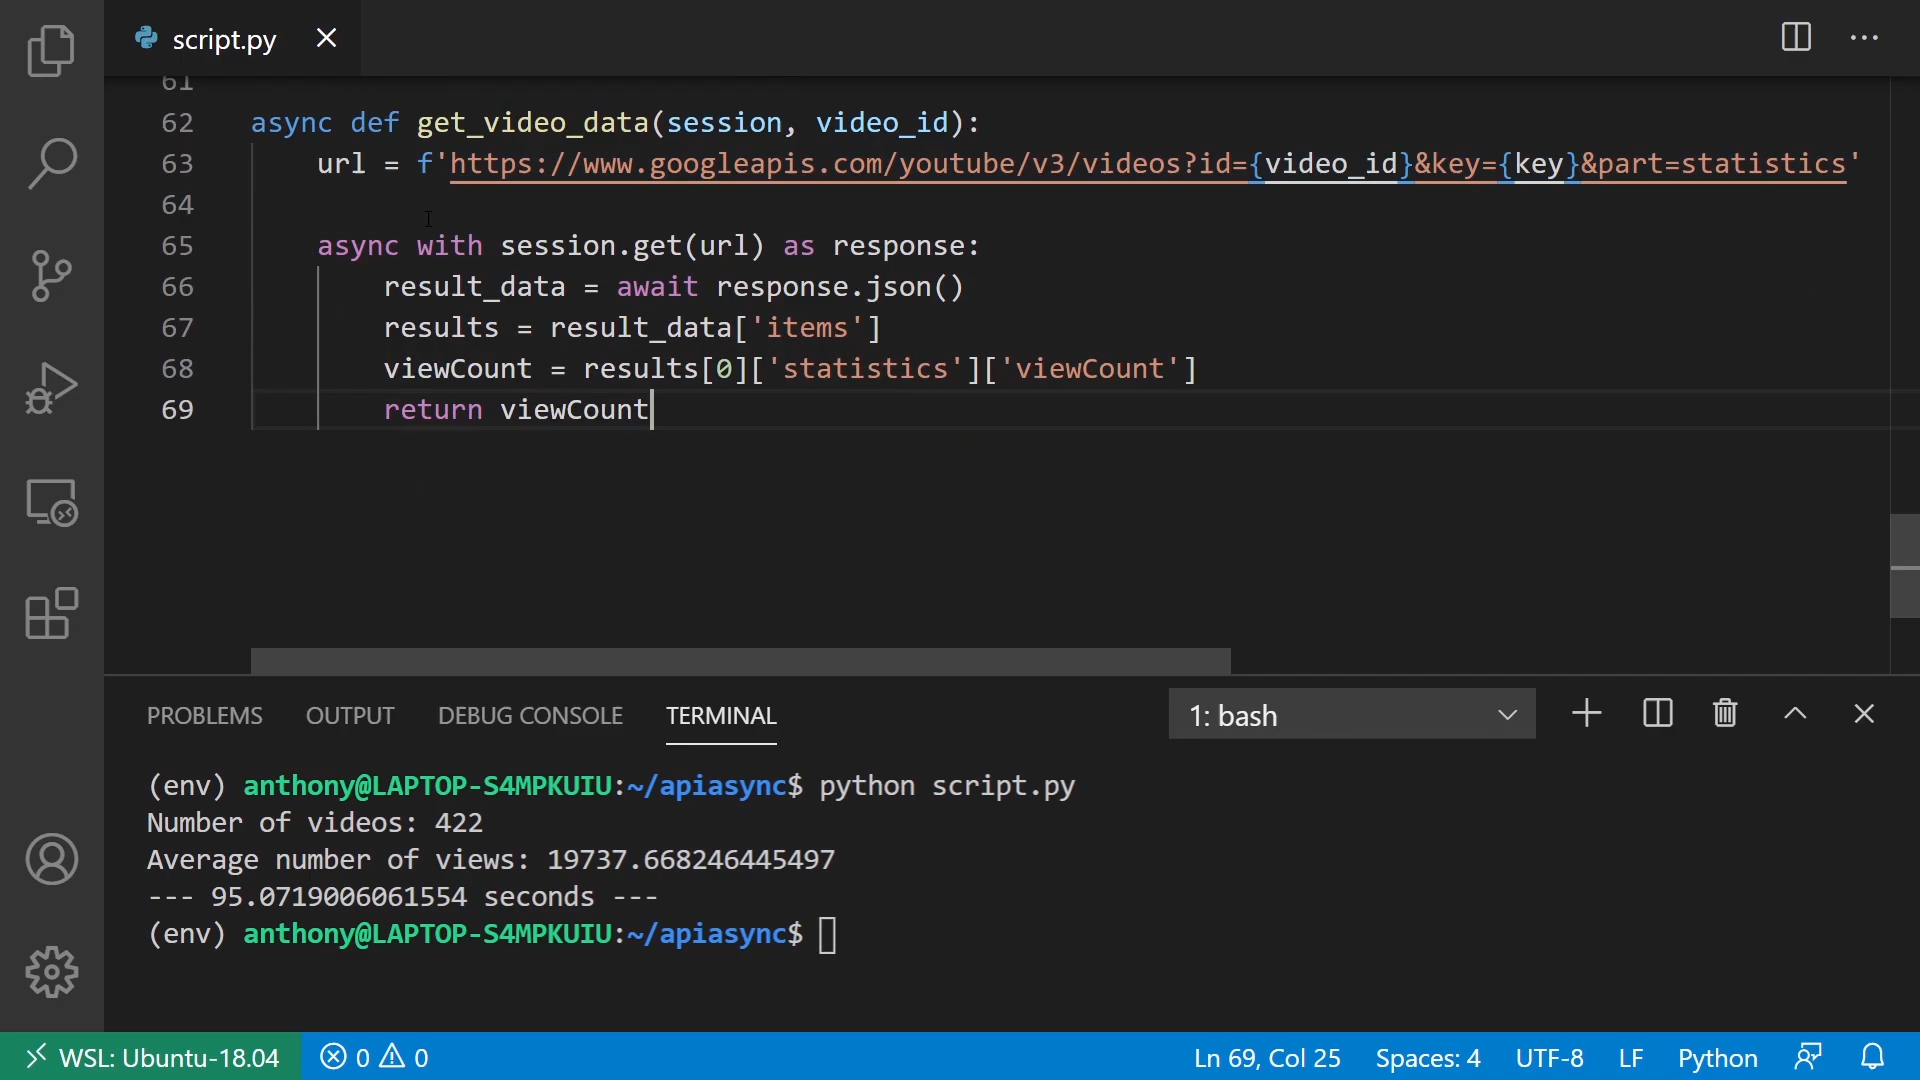 script.py
61
62 async def get_video_data(session, video_id):
63 url = f'https://www.googleapis.com/youtube/v3/videos?id={video_id}&key={key}&part=statistics'
64
65 async with session.get(url) as response:
66 result_data = await response.json()
67 results = result_data['items']
68 viewCount = results[0]['statistics']['viewCount']
69 return viewCount
PROBLEMS OUTPUT DEBUG CONSOLE TERMINAL 1: bash
(env) anthony@LAPTOP-S4MPKUIU:~/apiasync$ python script.py
Number of videos: 422
Average number of views: 19737.668246445497
--- 95.0719006061554 seconds ---
(env) anthony@LAPTOP-S4MPKUIU:~/apiasync$
WSL: Ubuntu-18.04 0 0 Ln 69, Col 25 Spaces: 4 UTF-8 LF Python